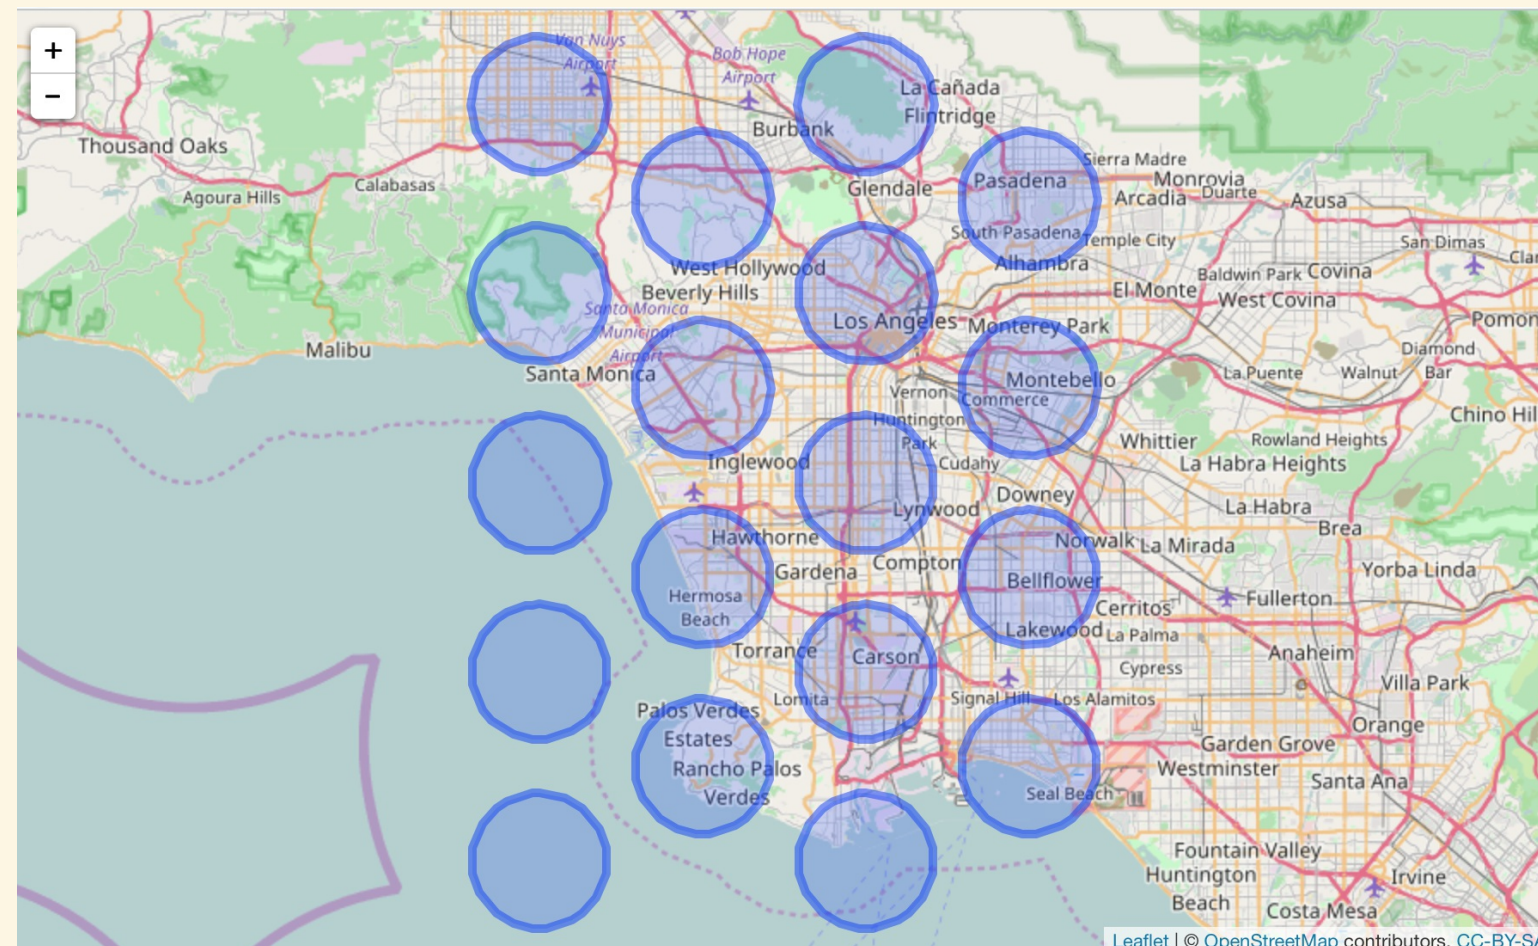 +
−
Van Nuys
Airport
Bob Hope
Airport
La Cañada
Flintridge
Burbank
Thousand Oaks
Sierra Madre
Calabasas
Glendale
Pasadena
Monrovia
Agoura Hills
Arcadia
Duarte
Azusa
South Pasadena
Temple City
San Dimas
Alhambra
West Hollywood
Baldwin Park
Covina
Beverly Hills
El Monte
West Covina
Santa Monica
Municipal
Airport
Los Angeles
Monterey Park
Malibu
Diamond
Bar
Santa Monica
Montebello
La Puente
Walnut
Vernon
Commerce
Huntington
Park
Whittier
Rowland Heights
Inglewood
Cudahy
La Habra Heights
Downey
Lynwood
La Habra
Brea
Hawthorne
Norwalk
La Mirada
Gardena
Compton
Bellflower
Yorba Linda
Hermosa
Beach
Cerritos
Fullerton
Lakewood
La Palma
Torrance
Carson
Cypress
Anaheim
Lomita
Signal Hill
Los Alamitos
Villa Park
Palos Verdes
Estates
Orange
Garden Grove
Rancho Palos
Verdes
Westminster
Santa Ana
Seal Beach
Fountain Valley
Huntington
Beach
Irvine
Costa Mesa
Leaflet | © OpenStreetMap contributors, CC-BY-S